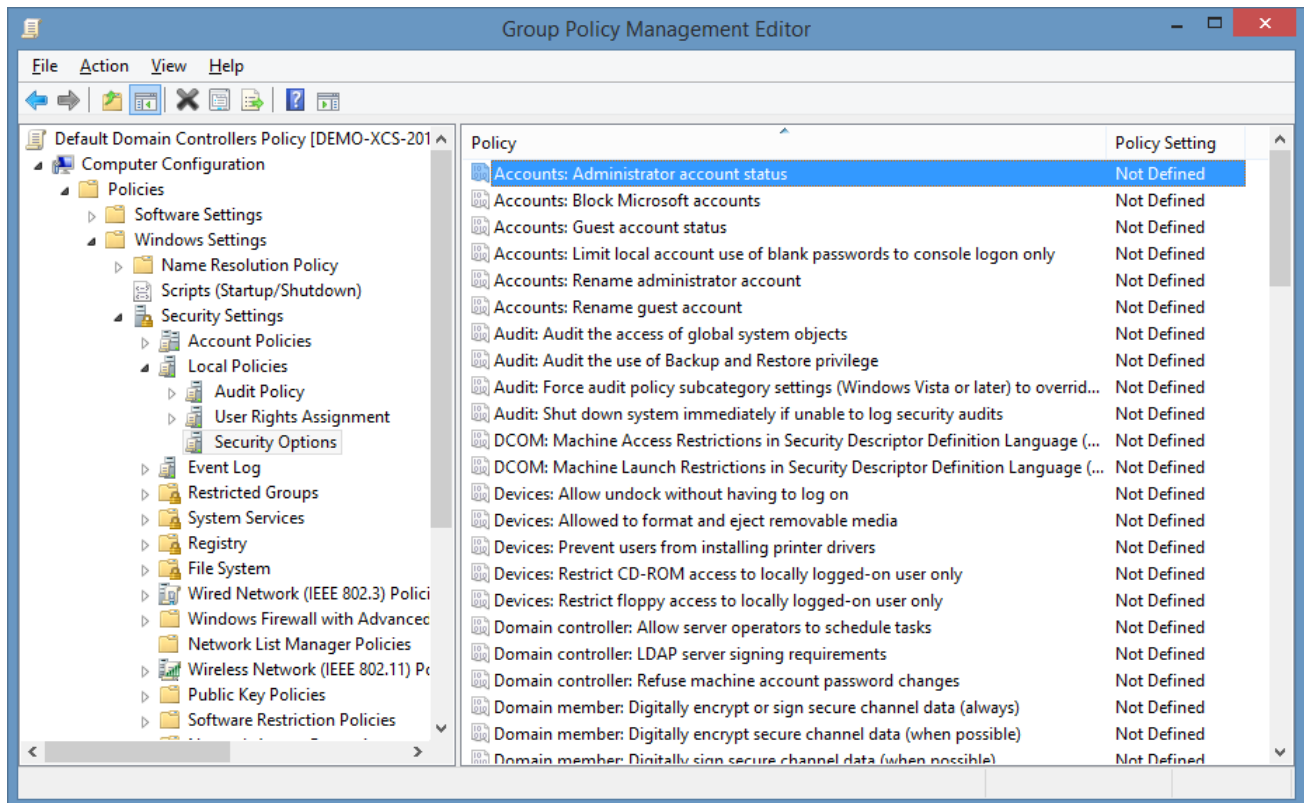 Group Policy Management Editor
File Action View Help
Default Domain Controllers Policy [DEMO-XCS-201
Computer Configuration
Policies
Software Settings
Windows Settings
Name Resolution Policy
Scripts (Startup/Shutdown)
Security Settings
Account Policies
Local Policies
Audit Policy
User Rights Assignment
Security Options
Event Log
Restricted Groups
System Services
Registry
File System
Wired Network (IEEE 802.3) Polici
Windows Firewall with Advanced
Network List Manager Policies
Wireless Network (IEEE 802.11) Po
Public Key Policies
Software Restriction Policies
Policy Policy Setting
Accounts: Administrator account status Not Defined
Accounts: Block Microsoft accounts Not Defined
Accounts: Guest account status Not Defined
Accounts: Limit local account use of blank passwords to console logon only Not Defined
Accounts: Rename administrator account Not Defined
Accounts: Rename guest account Not Defined
Audit: Audit the access of global system objects Not Defined
Audit: Audit the use of Backup and Restore privilege Not Defined
Audit: Force audit policy subcategory settings (Windows Vista or later) to overrid... Not Defined
Audit: Shut down system immediately if unable to log security audits Not Defined
DCOM: Machine Access Restrictions in Security Descriptor Definition Language (... Not Defined
DCOM: Machine Launch Restrictions in Security Descriptor Definition Language (... Not Defined
Devices: Allow undock without having to log on Not Defined
Devices: Allowed to format and eject removable media Not Defined
Devices: Prevent users from installing printer drivers Not Defined
Devices: Restrict CD-ROM access to locally logged-on user only Not Defined
Devices: Restrict floppy access to locally logged-on user only Not Defined
Domain controller: Allow server operators to schedule tasks Not Defined
Domain controller: LDAP server signing requirements Not Defined
Domain controller: Refuse machine account password changes Not Defined
Domain member: Digitally encrypt or sign secure channel data (always) Not Defined
Domain member: Digitally encrypt secure channel data (when possible) Not Defined
Domain member: Digitally sign secure channel data (when possible) Not Defined